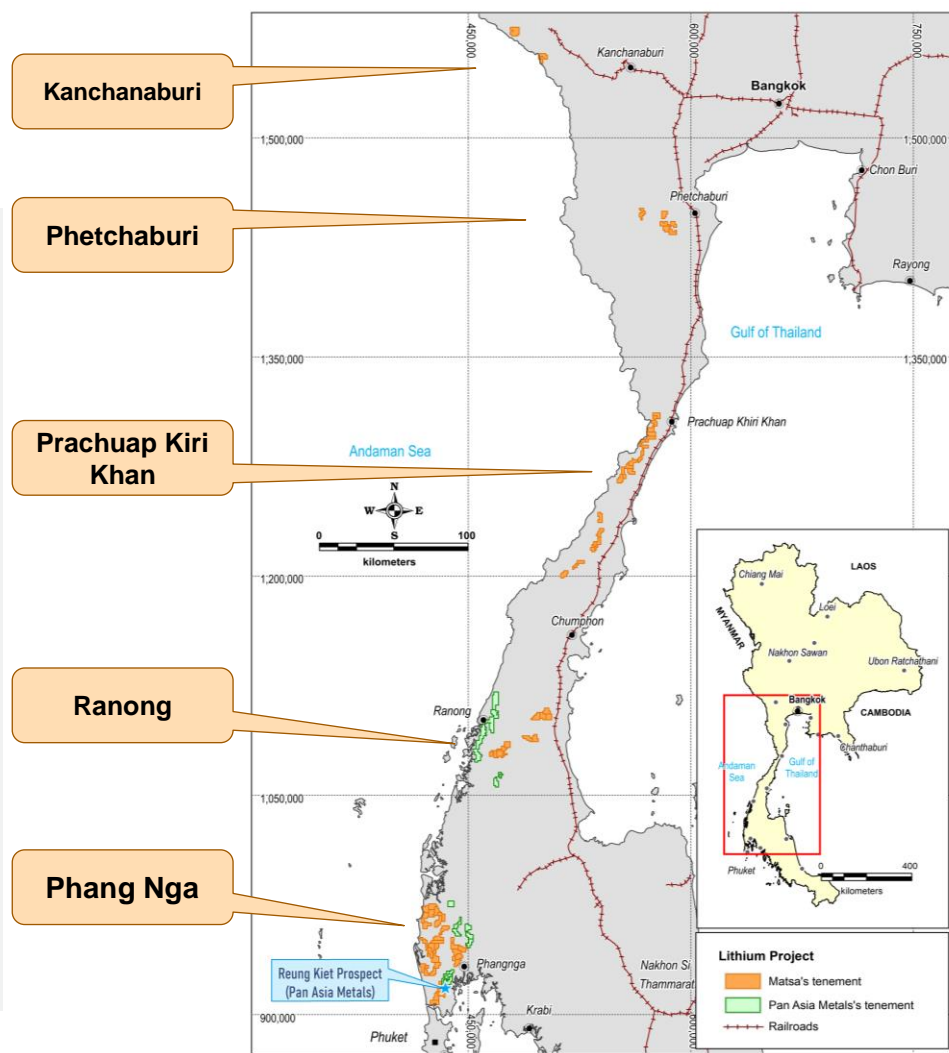 Kanchanaburi
Phetchaburi
Prachuap Kiri
Khan
Ranong
Phang Nga
450,000
600,000
750,000
Kanchanaburi
Bangkok
1,500,000
1,500,000
Chon Buri
Phetchaburi
Rayong
Gulf of Thailand
1,350,000
1,350,000
Prachuap Khiri Khan
Andaman Sea
N
W
E
S
0
100
kilometers
1,200,000
Chumphon
Ranong
1,050,000
Reung Kiet Prospect
(Pan Asia Metals)
Phangnga
Nakhon Si
Thammarat
900,000
Phuket
450,000
Krabi
Chiang Mai
LAOS
MYANMAR
Loei
Nakhon Sawan
Ubon Ratchathani
Bangkok
CAMBODIA
Chanthaburi
Andaman
Sea
Gulf of
Thailand
Phuket
0
400
kilometers
Lithium Project
Matsa's tenement
Pan Asia Metals's tenement
Railroads